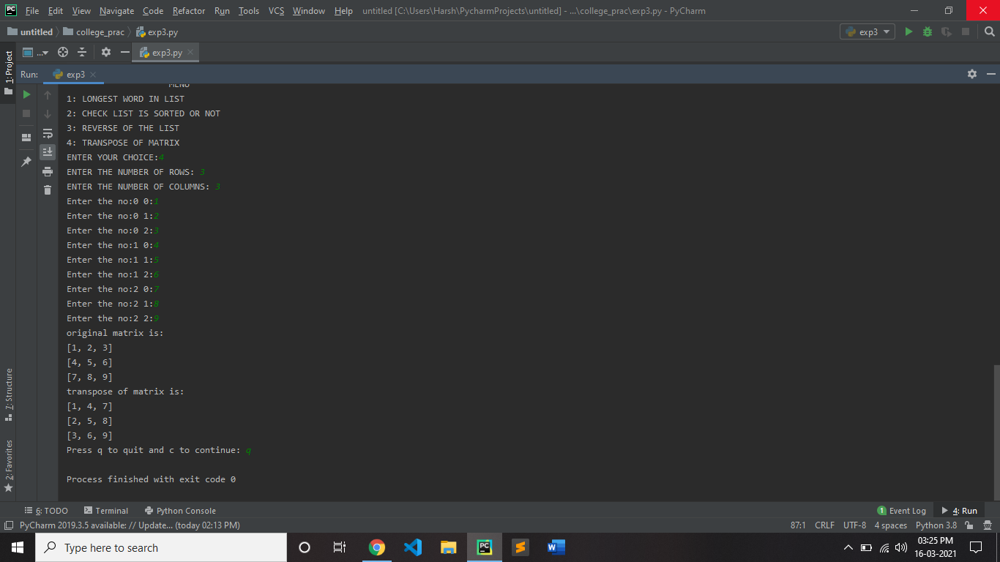 File Edit View Navigate Code Refactor Run Tools VCS Window Help untitled [C:\Users\Harsh\PycharmProjects\untitled] - ...\college_prac\exp3.py - PyCharm
untitled college_prac exp3.py exp3
1: Project
... exp3.py
Run: exp3
MENU
1: LONGEST WORD IN LIST
2: CHECK LIST IS SORTED OR NOT
3: REVERSE OF THE LIST
4: TRANSPOSE OF MATRIX
ENTER YOUR CHOICE:4
ENTER THE NUMBER OF ROWS: 3
ENTER THE NUMBER OF COLUMNS: 3
Enter the no:0 0:1
Enter the no:0 1:2
Enter the no:0 2:3
Enter the no:1 0:4
Enter the no:1 1:5
Enter the no:1 2:6
Enter the no:2 0:7
Enter the no:2 1:8
Enter the no:2 2:9
original matrix is:
[1, 2, 3]
[4, 5, 6]
[7, 8, 9]
transpose of matrix is:
[1, 4, 7]
[2, 5, 8]
[3, 6, 9]
Press q to quit and c to continue: q
Process finished with exit code 0
7: Structure
2: Favorites
6: TODO Terminal Python Console 1 Event Log 4: Run
PyCharm 2019.3.5 available: // Update... (today 02:13 PM) 87:1 CRLF UTF-8 4 spaces Python 3.8
Type here to search
03:25 PM
16-03-2021